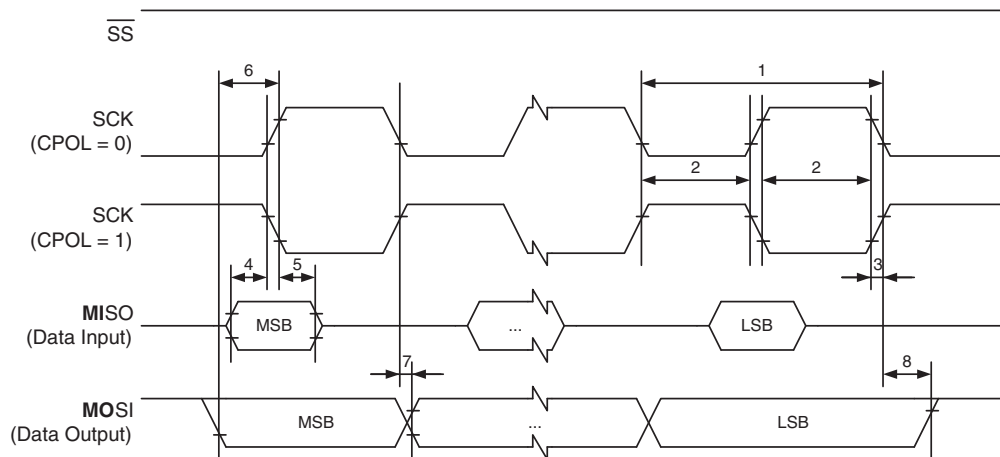 SS
6
1
SCK
(CPOL = 0)
2
2
SCK
(CPOL = 1)
4
5
3
MISO
(Data Input)
MSB
...
LSB
7
8
MOSI
(Data Output)
MSB
...
LSB